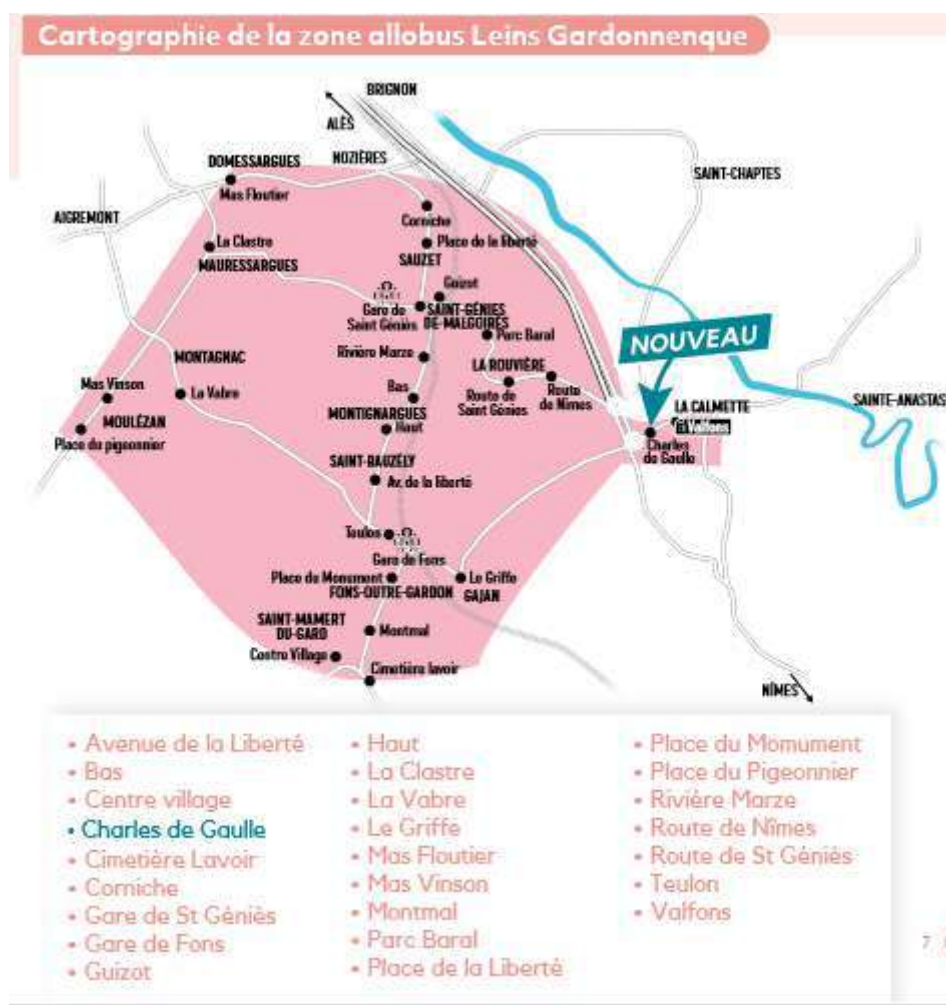 Cartographie de la zone allobus Leins Gardonnenque
BRIGNON
ALÈS
NOZIÈRES
DOMESSARGUES
Mas Floutier
SAINT-CHAPTES
AIGREMONT
Corniche
La Clastre
Place de la liberté
MAURESSARGUES
SAUZET
Guizot
Gare de
Saint Géniès
SAINT-GÉNIES
DE-MALGOIRÈS
Parc Baral
NOUVEAU
Rivière Marze
LA ROUVIÈRE
MONTAGNAC
Mas Vinson
La Vabre
Bas
Route de
Saint Génies
Route
de Nîmes
LA CALMETTE
Valfons
SAINTE-ANASTAS
MOULÉZAN
MONTIGNARGUES
Haut
Charles
de Gaulle
Place du pigeonnier
SAINT-BAUZÉLY
Av. de la liberté
Teulos
Gare de Fons
Place du Monument
FONS-OUTRE-GARDON
Le Griffe
GAJAN
SAINT-MAMERT
DU-GARD
Montmal
Centre Village
Cimetière lavoir
NÎMES
• Avenue de la Liberté
• Bas
• Centre village
• Charles de Gaulle
• Cimetière Lavoir
• Corniche
• Gare de St Géniès
• Gare de Fons
• Guizot
• Haut
• La Clastre
• La Vabre
• Le Griffe
• Mas Floutier
• Mas Vinson
• Montmal
• Parc Baral
• Place de la Liberté
• Place du Momument
• Place du Pigeonnier
• Rivière Marze
• Route de Nîmes
• Route de St Géniès
• Teulon
• Valfons
7